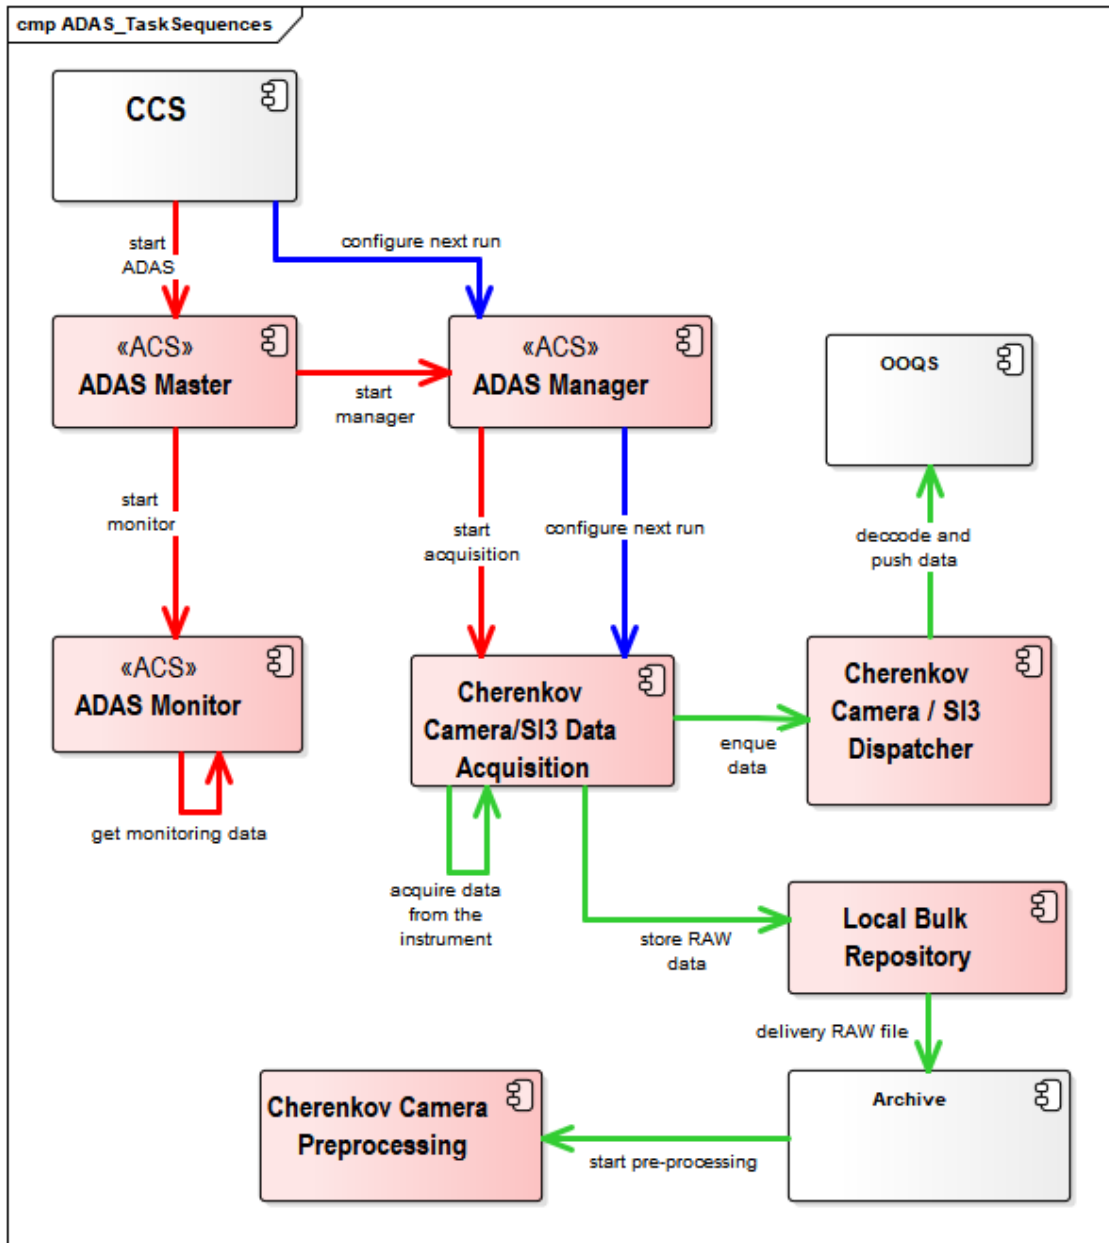 cmp ADAS_TaskSequences
CCS
start
ADAS
configure next run
«ACS»
ADAS Master
start
manager
«ACS»
ADAS Manager
OOQS
start
monitor
start
acquisition
configure next run
deccode and
push data
«ACS»
ADAS Monitor
get monitoring data
Cherenkov
Camera/SI3 Data
Acquisition
enque
data
Cherenkov
Camera / SI3
Dispatcher
acquire data
from the
instrument
store RAW
data
Local Bulk
Repository
delivery RAW file
Archive
start pre-processing
Cherenkov Camera
Preprocessing